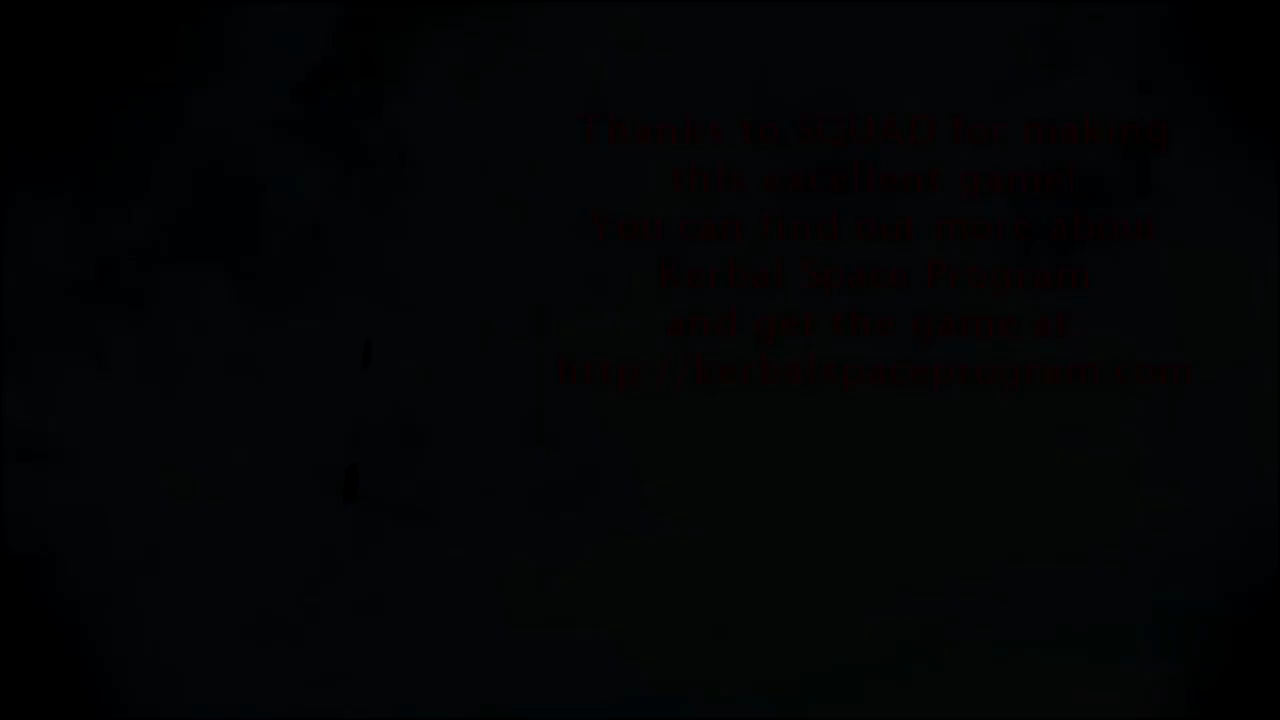 Thanks to SQUAD for making
this excellent game!
You can find out more about
Kerbal Space Program
and get the game at
http://kerbalspaceprogram.com